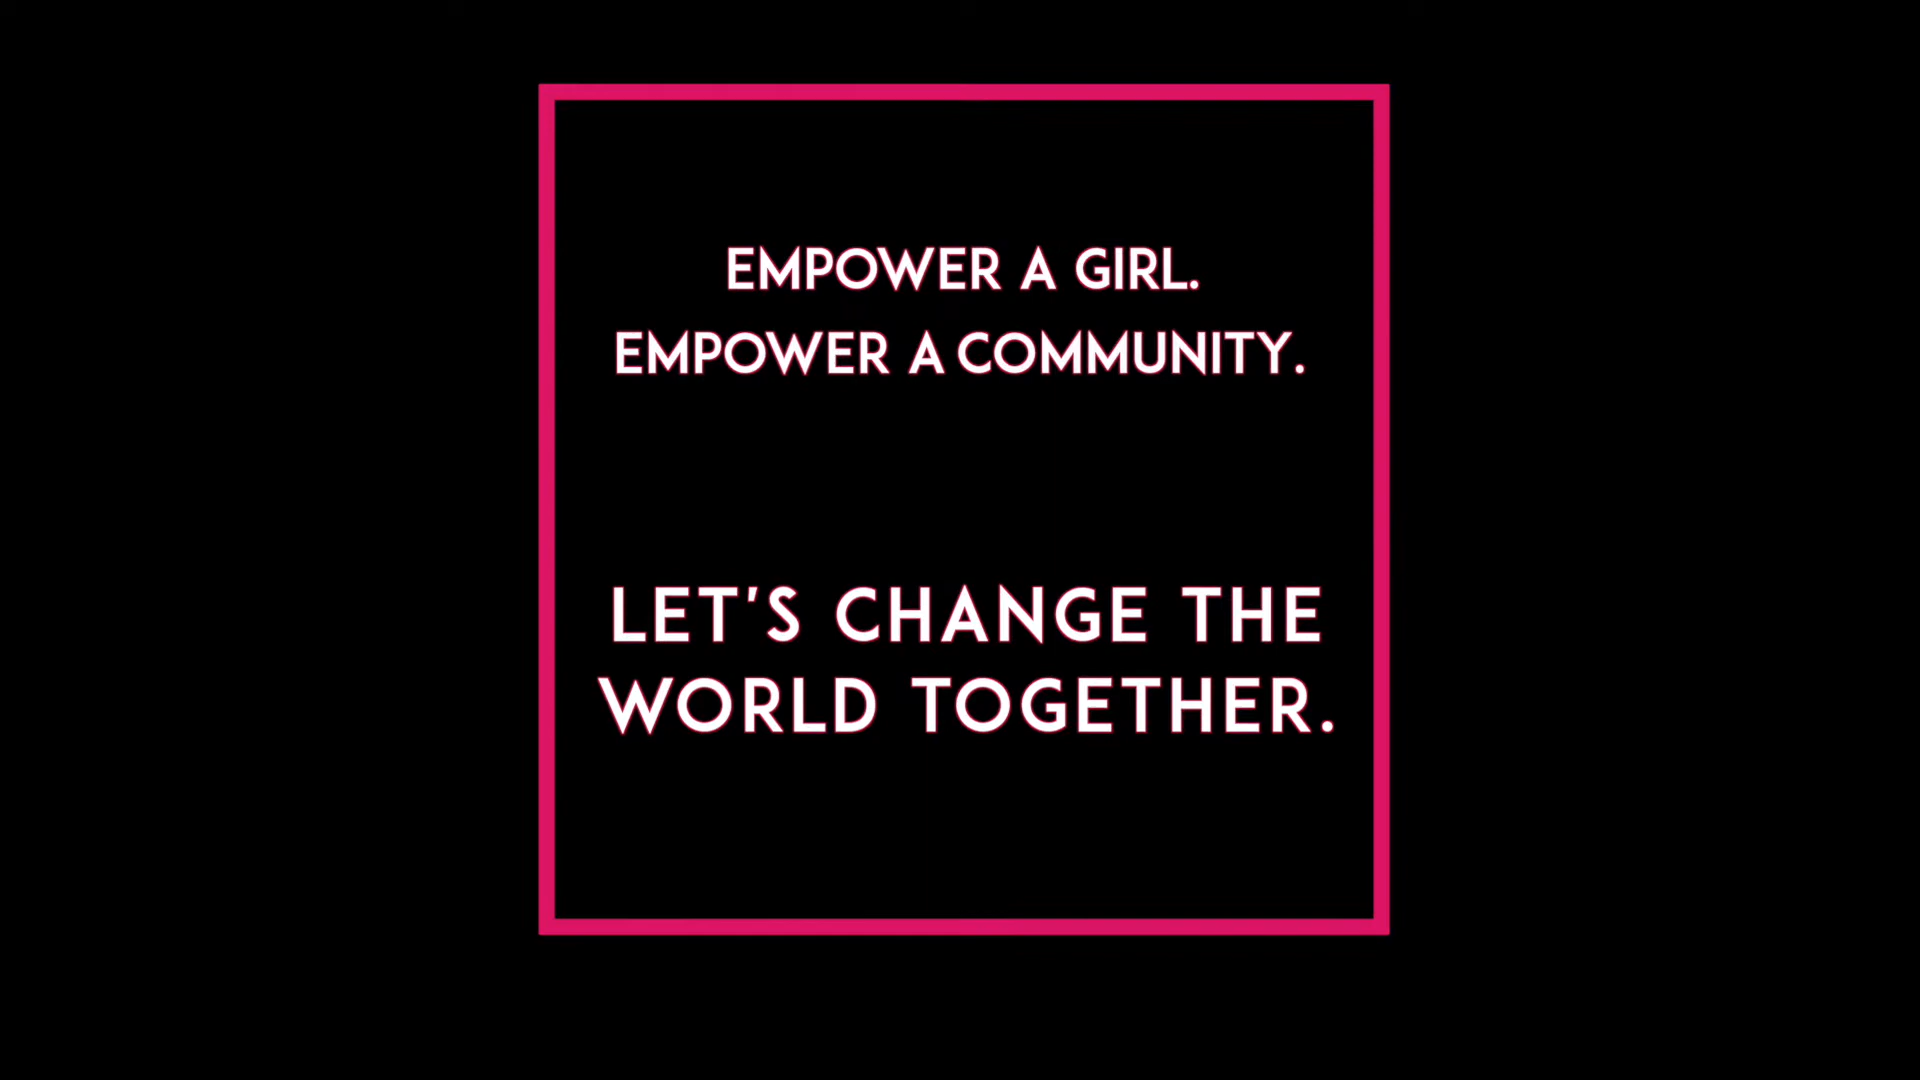 EMPOWER A GIRL.
EMPOWER A COMMUNITY.
LET'S CHANGE THE
WORLD TOGETHER.